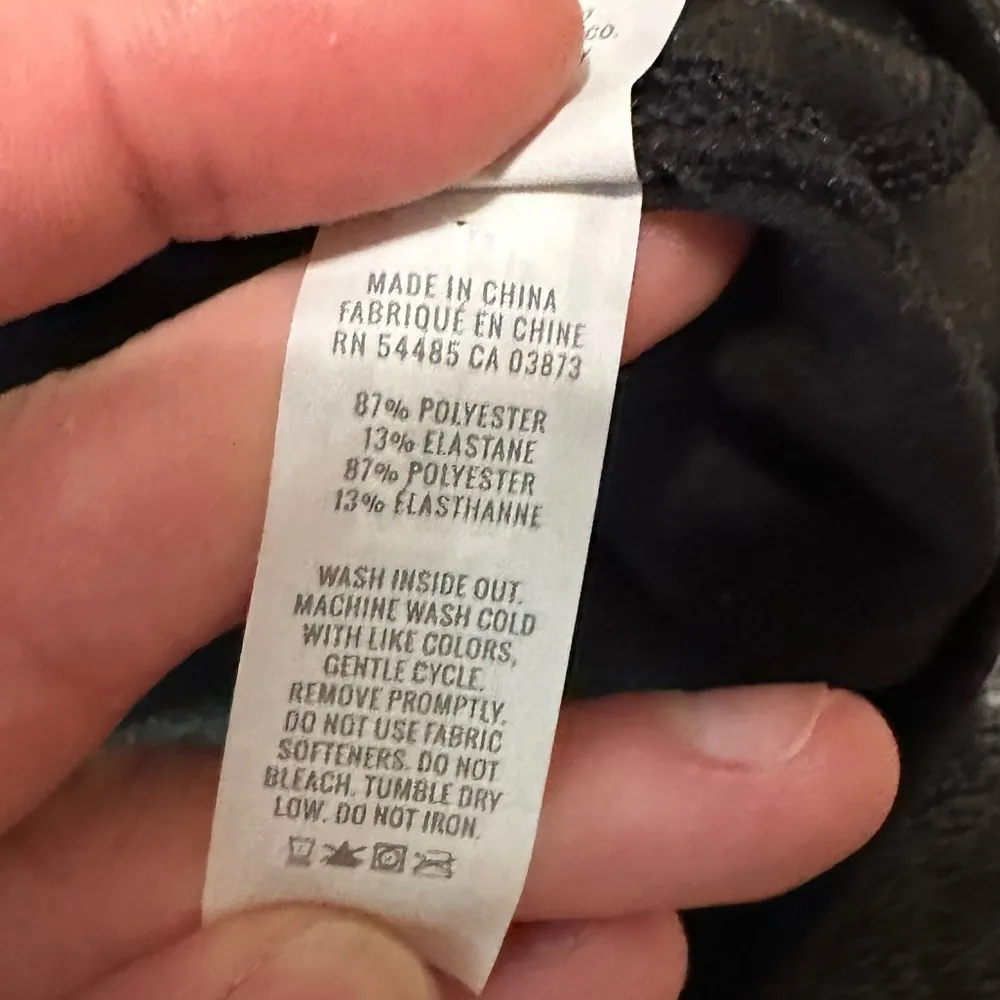 CO.
MADE IN CHINA
FABRIQUÉ EN CHINE
RN 54485 CA 03873
87% POLYESTER
13% ELASTANE
87% POLYESTER
13% ÉLASTHANNE
WASH INSIDE OUT.
MACHINE WASH COLD
WITH LIKE COLORS,
GENTLE CYCLE.
REMOVE PROMPTLY.
DO NOT USE FABRIC
SOFTENERS. DO NOT
BLEACH. TUMBLE DRY
LOW. DO NOT IRON.